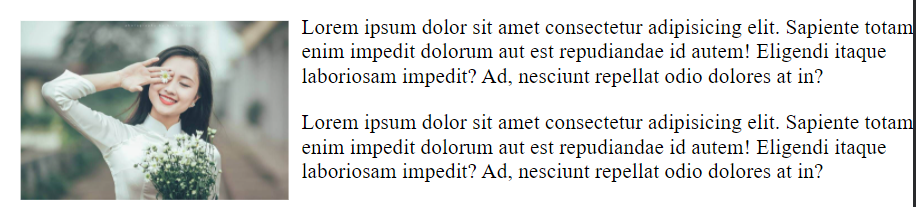 Lorem ipsum dolor sit amet consectetur adipisicing elit. Sapiente totam
enim impedit dolorum aut est repudiandae id autem! Eligendi itaque
laboriosam impedit? Ad, nesciunt repellat odio dolores at in?
Lorem ipsum dolor sit amet consectetur adipisicing elit. Sapiente totam
enim impedit dolorum aut est repudiandae id autem! Eligendi itaque
laboriosam impedit? Ad, nesciunt repellat odio dolores at in?